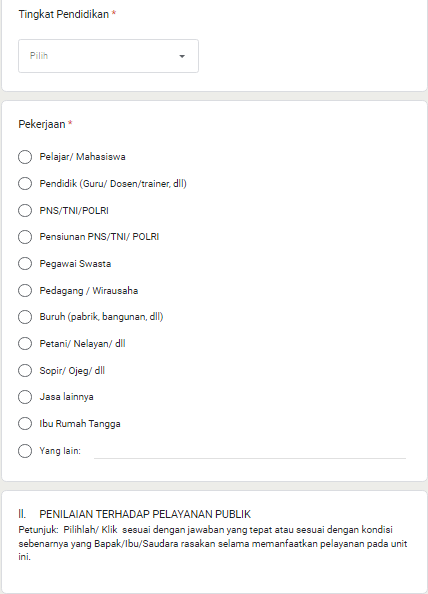 Tingkat Pendidikan *
Pilih
Pekerjaan *
Pelajar/ Mahasiswa
Pendidik (Guru/ Dosen/trainer, dll)
PNS/TNI/POLRI
Pensiunan PNS/TNI/ POLRI
Pegawai Swasta
Pedagang / Wirausaha
Buruh (pabrik, bangunan, dll)
Petani/ Nelayan/ dll
Sopir/ Ojeg/ dll
Jasa lainnya
Ibu Rumah Tangga
Yang lain:
II. PENILAIAN TERHADAP PELAYANAN PUBLIK
Petunjuk: Pilihlah/ Klik sesuai dengan jawaban yang tepat atau sesuai dengan kondisi
sebenarnya yang Bapak/Ibu/Saudara rasakan selama memanfaatkan pelayanan pada unit
ini.